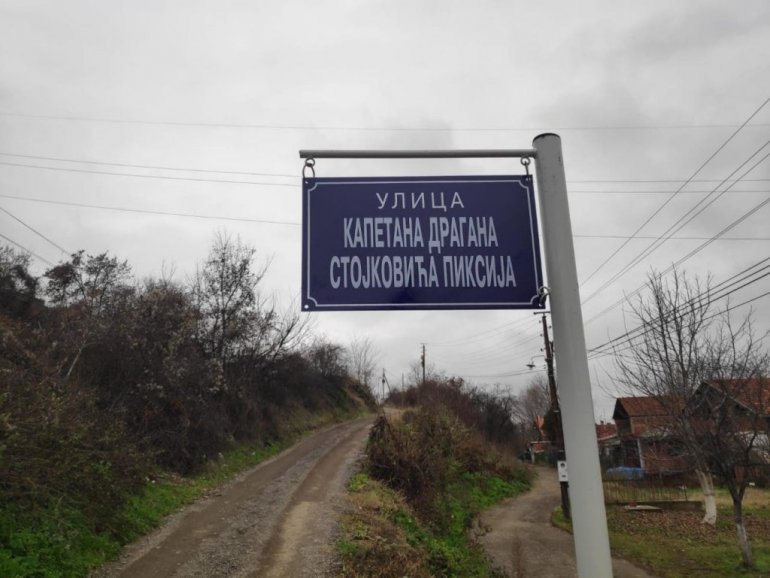 УЛИЦА
КАПЕТАНА ДРАГАНА
СТОЈКОВИЋА ПИКСИЈА